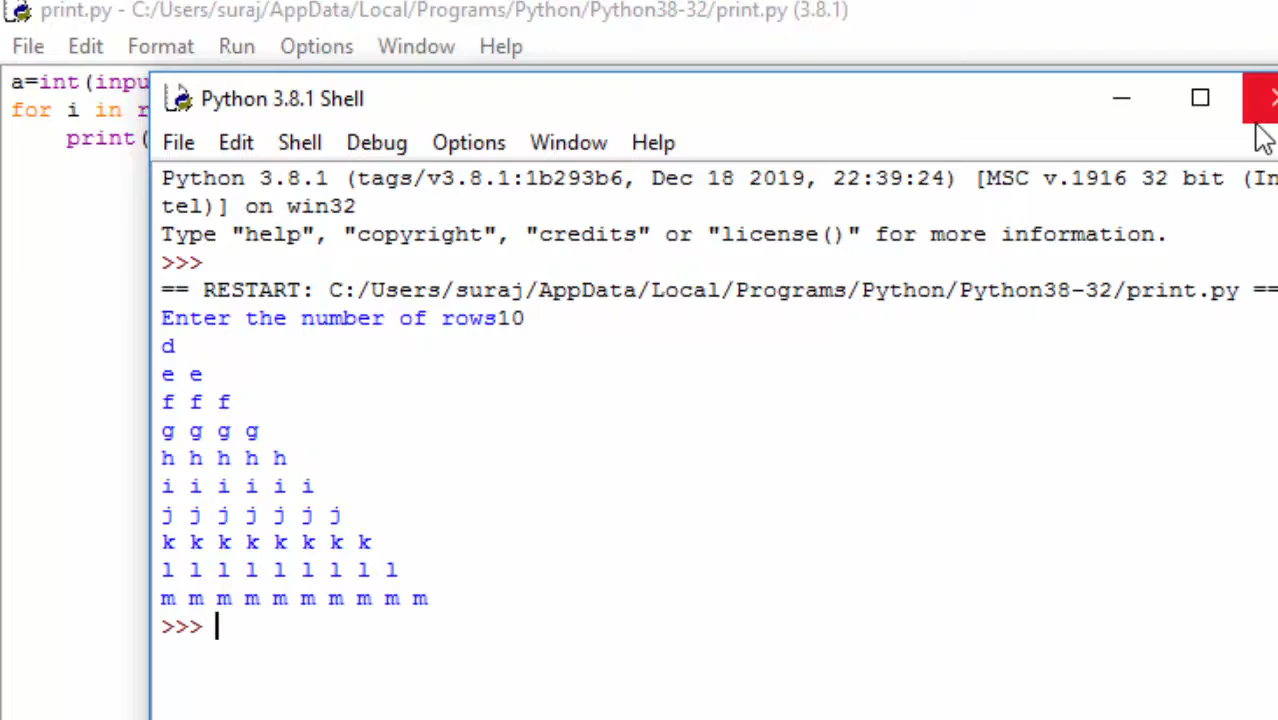 print.py - C:/Users/suraj/AppData/Local/Programs/Python/Python38-32/print.py (3.8.1)
File Edit Format Run Options Window Help
a=int(inpu
for i in r
print(
Python 3.8.1 Shell
File Edit Shell Debug Options Window Help
Python 3.8.1 (tags/v3.8.1:1b293b6, Dec 18 2019, 22:39:24) [MSC v.1916 32 bit (In
tel)] on win32
Type "help", "copyright", "credits" or "license()" for more information.
>>>
== RESTART: C:/Users/suraj/AppData/Local/Programs/Python/Python38-32/print.py ==
Enter the number of rows10
d
e e
f f f
g g g g
h h h h h
i i i i i i
j j j j j j j
k k k k k k k k
l l l l l l l l l
m m m m m m m m m m
>>>